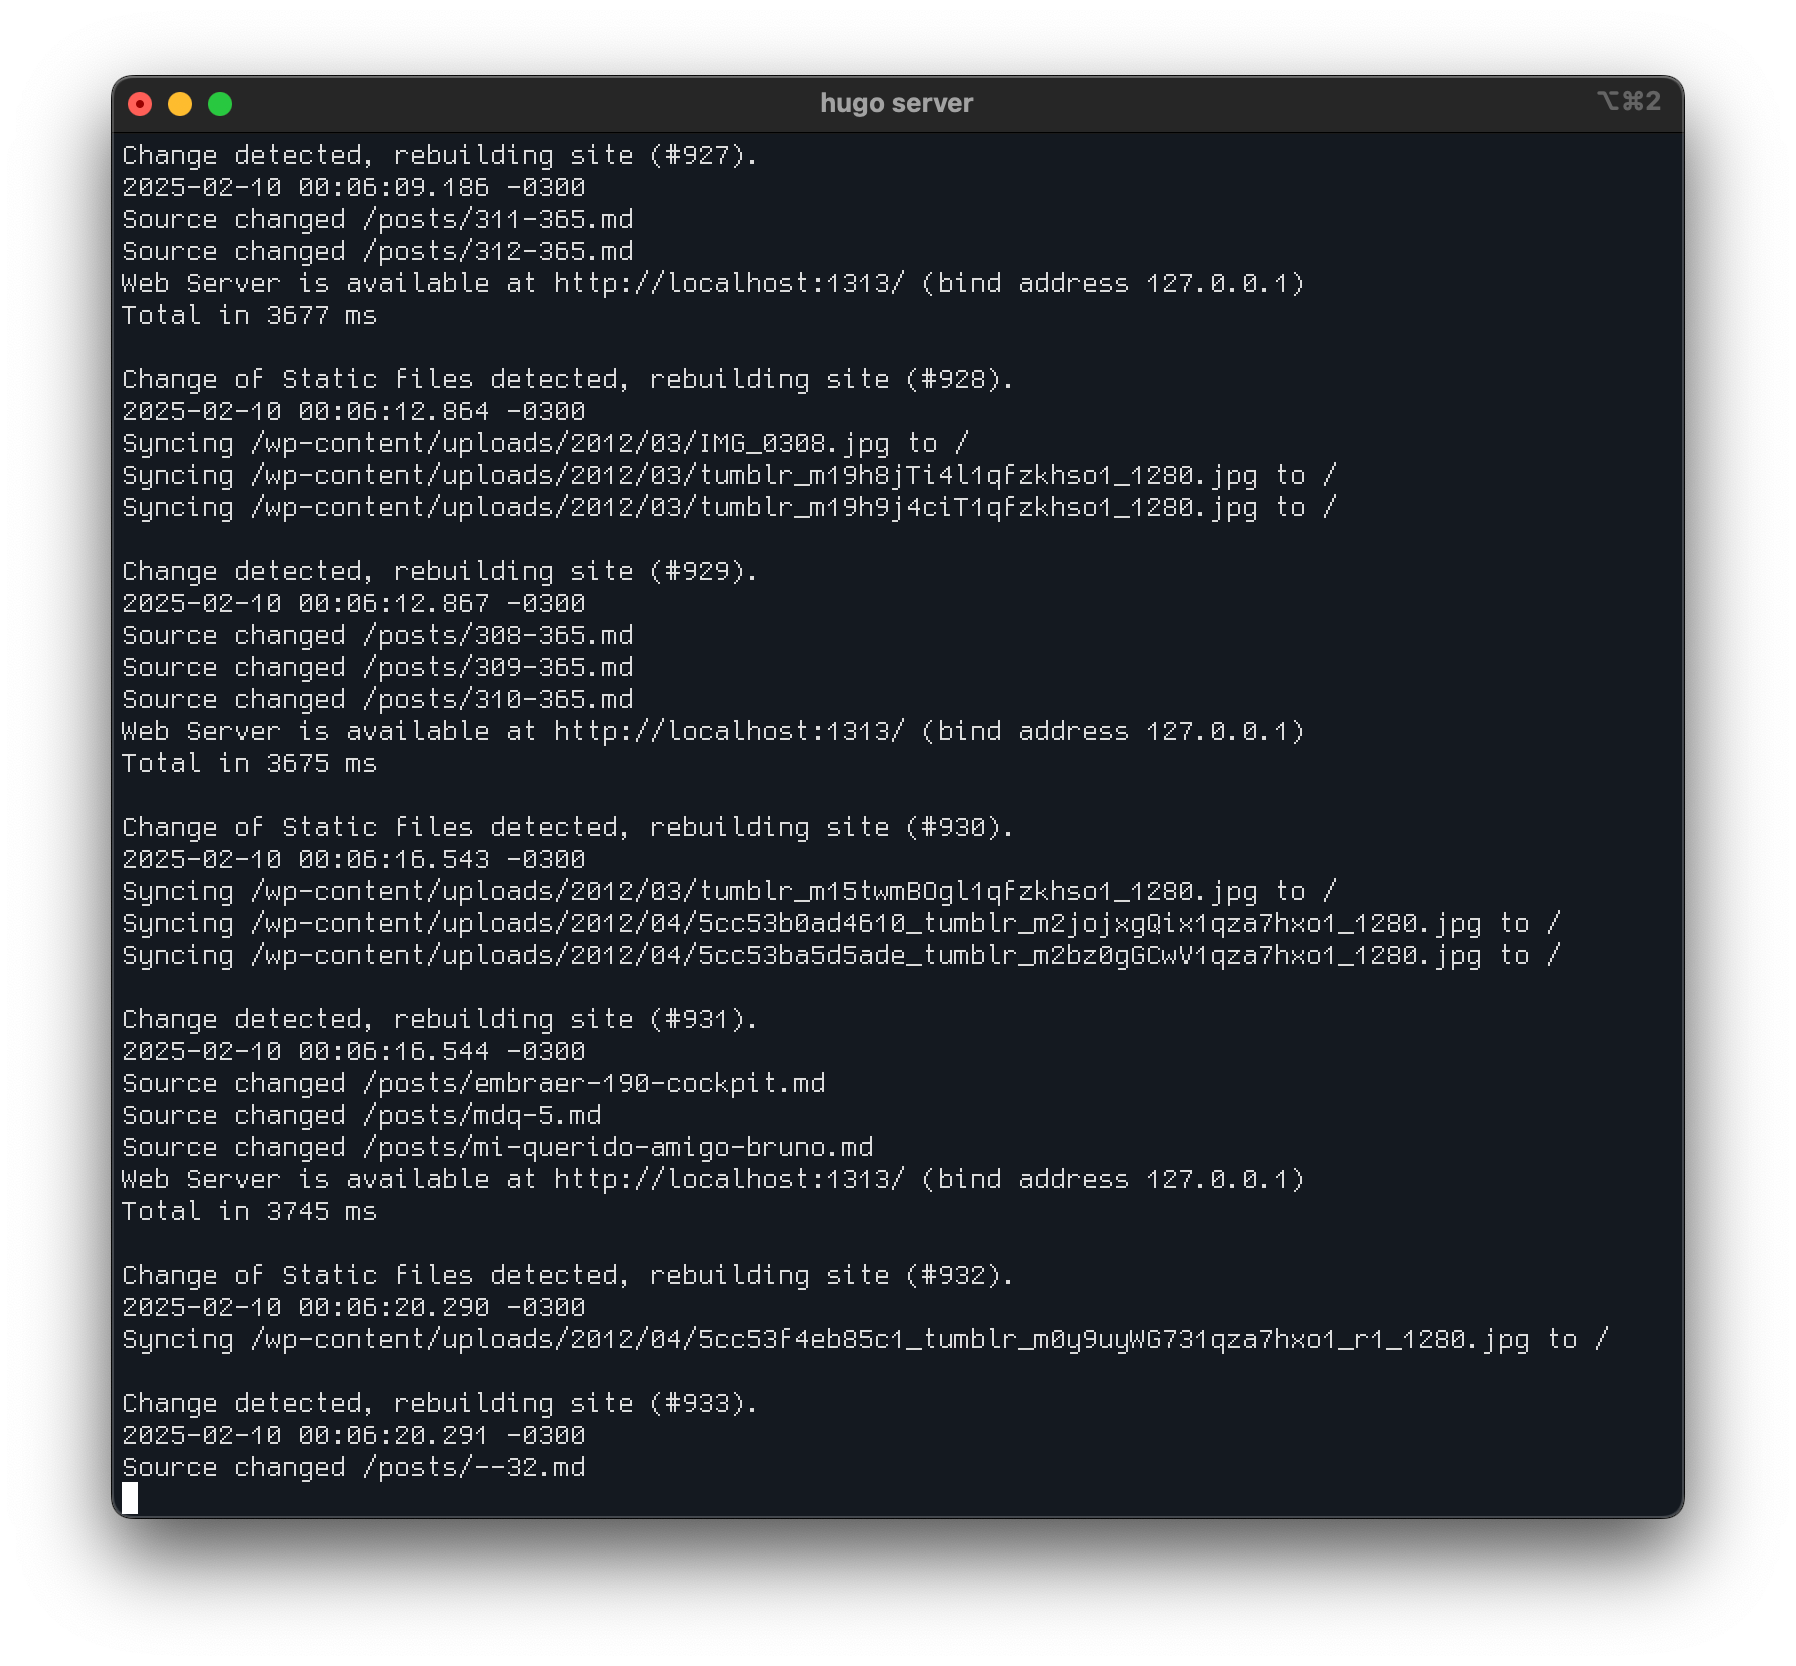 hugo server
⌥⌘2
Change detected, rebuilding site (#927).
2025-02-10 00:06:09.186 -0300
Source changed /posts/311-365.md
Source changed /posts/312-365.md
Web Server is available at http://localhost:1313/ (bind address 127.0.0.1)
Total in 3677 ms
Change of Static files detected, rebuilding site (#928).
2025-02-10 00:06:12.864 -0300
Syncing /wp-content/uploads/2012/03/IMG_0308.jpg to /
Syncing /wp-content/uploads/2012/03/tumblr_m19h8jTi4l1qfzkhso1_1280.jpg to /
Syncing /wp-content/uploads/2012/03/tumblr_m19h9j4ciT1qfzkhso1_1280.jpg to /
Change detected, rebuilding site (#929).
2025-02-10 00:06:12.867 -0300
Source changed /posts/308-365.md
Source changed /posts/309-365.md
Source changed /posts/310-365.md
Web Server is available at http://localhost:1313/ (bind address 127.0.0.1)
Total in 3675 ms
Change of Static files detected, rebuilding site (#930).
2025-02-10 00:06:16.543 -0300
Syncing /wp-content/uploads/2012/03/tumblr_m15twmBOgl1qfzkhso1_1280.jpg to /
Syncing /wp-content/uploads/2012/04/5cc53b0ad4610_tumblr_m2jojxgQix1qza7hxo1_1280.jpg to /
Syncing /wp-content/uploads/2012/04/5cc53ba5d5ade_tumblr_m2bz0gGCwV1qza7hxo1_1280.jpg to /
Change detected, rebuilding site (#931).
2025-02-10 00:06:16.544 -0300
Source changed /posts/embraer-190-cockpit.md
Source changed /posts/mdq-5.md
Source changed /posts/mi-querido-amigo-bruno.md
Web Server is available at http://localhost:1313/ (bind address 127.0.0.1)
Total in 3745 ms
Change of Static files detected, rebuilding site (#932).
2025-02-10 00:06:20.290 -0300
Syncing /wp-content/uploads/2012/04/5cc53f4eb85c1_tumblr_m0y9uyWG731qza7hxo1_r1_1280.jpg to /
Change detected, rebuilding site (#933).
2025-02-10 00:06:20.291 -0300
Source changed /posts/--32.md